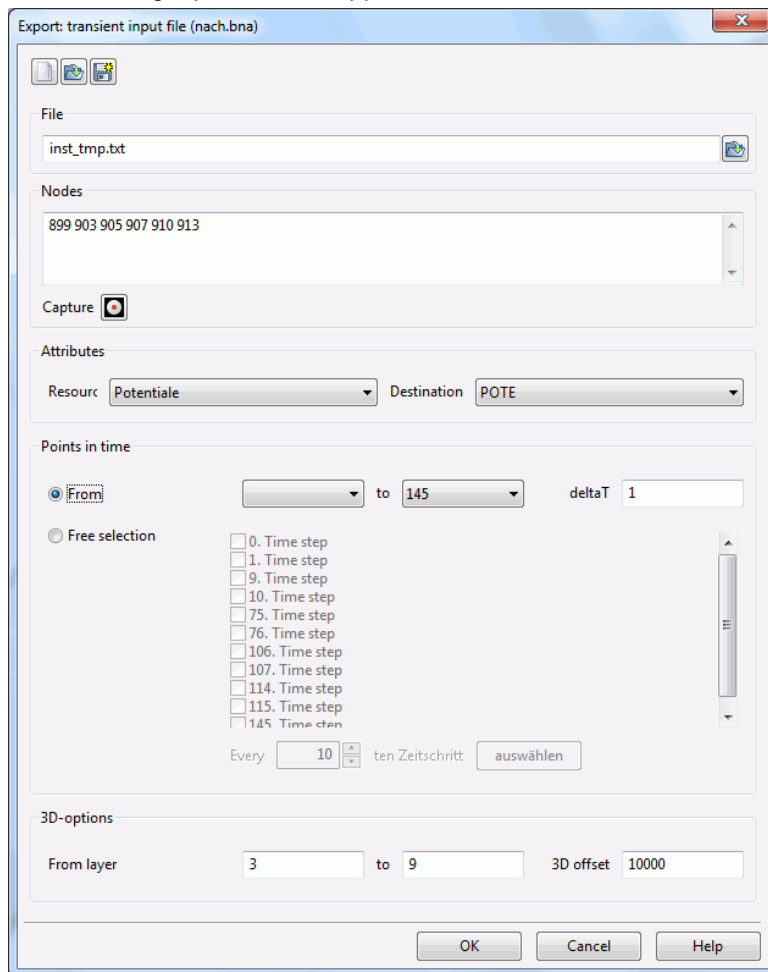 Export: transient input file (nach.bna)
File
inst_tmp.txt
Nodes
899 903 905 907 910 913
Capture
Attributes
Resourc Potentiale Destination POTE
Points in time
From to 145 deltaT 1
Free selection
0. Time step
1. Time step
9. Time step
10. Time step
75. Time step
76. Time step
106. Time step
107. Time step
114. Time step
115. Time step
145. Time step
Every 10 ten Zeitschritt auswählen
3D-options
From layer 3 to 9 3D offset 10000
OK Cancel Help